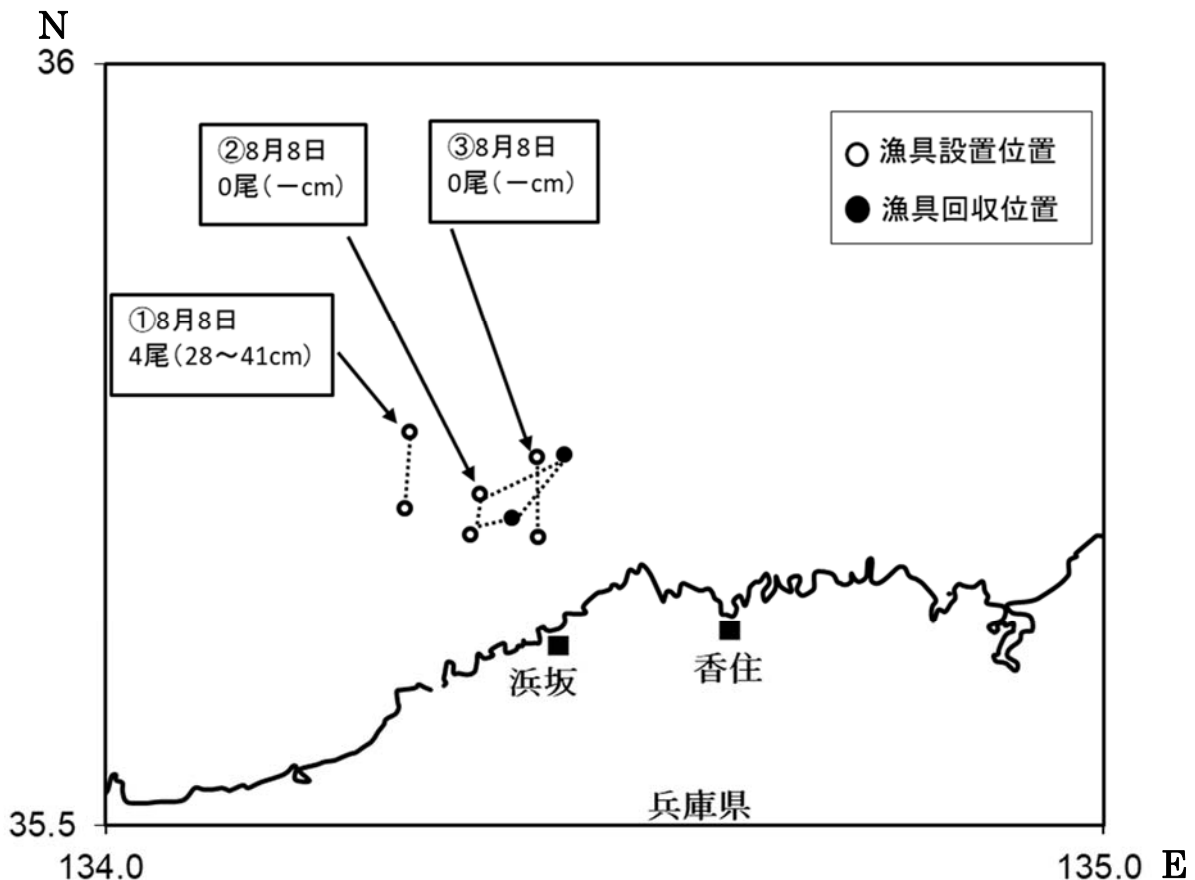 N
36
②8月8日
0尾(－cm)
③8月8日
0尾(－cm)
漁具設置位置
漁具回収位置
①8月8日
4尾(28～41cm)
浜坂
香住
兵庫県
35.5
134.0
135.0 E